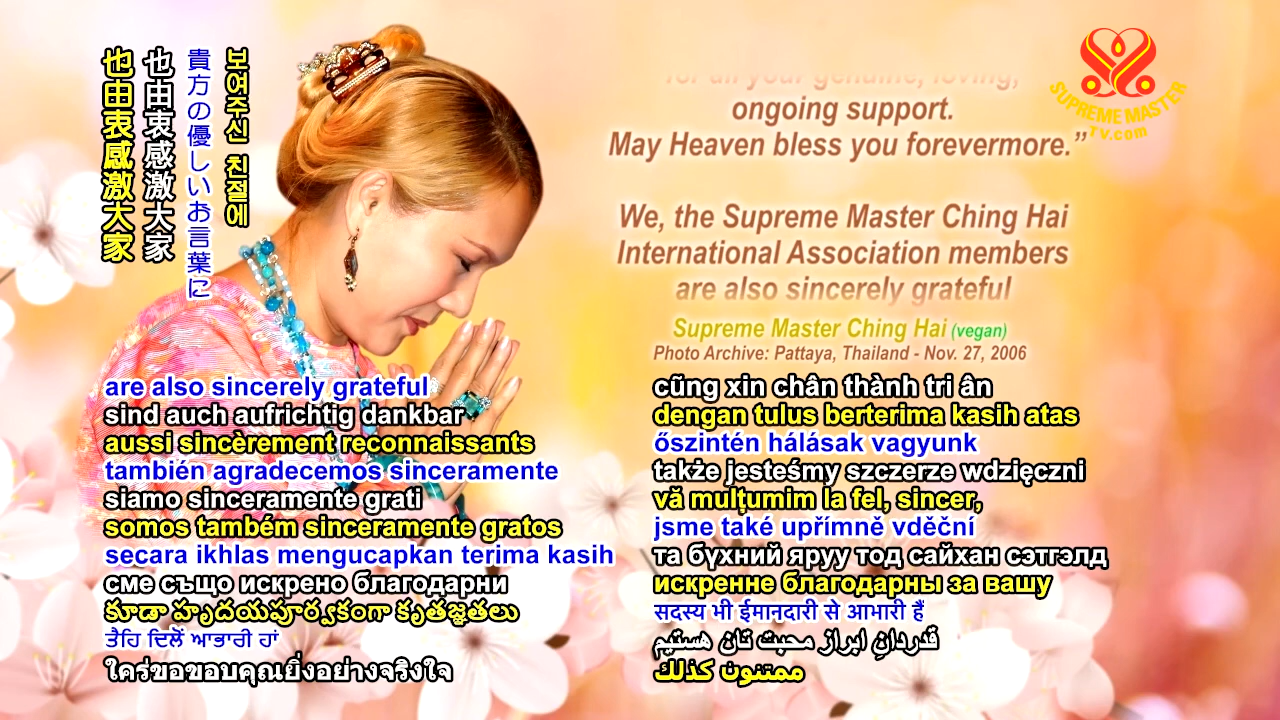 也由衷感激大家
也由衷感激大家
貴方の優しいお言葉に
보여주신 친절에
for all your genuine, loving,
ongoing support.
May Heaven bless you forevermore.”
We, the Supreme Master Ching Hai
International Association members
are also sincerely grateful
SUPREME MASTER
TV.com
Supreme Master Ching Hai (vegan)
Photo Archive: Pattaya, Thailand - Nov. 27, 2006
are also sincerely grateful
sind auch aufrichtig dankbar
aussi sincèrement reconnaissants
también agradecemos sinceramente
siamo sinceramente grati
somos também sinceramente gratos
secara ikhlas mengucapkan terima kasih
сме също искрено благодарни
కూడా హృదయపూర్వకంగా కృతజ్ఞతలు
ਤੈਹਿ ਦਿਲੋਂ ਆਭਾਰੀ ਹਾਂ
ใคร่ขอขอบคุณยิ่งอย่างจริงใจ
cũng xin chân thành tri ân
dengan tulus berterima kasih atas
őszintén hálásak vagyunk
także jesteśmy szczerze wdzięczni
vă mulțumim la fel, sincer,
jsme také upřímně vděční
та бүхний яруу тод сайхан сэтгэлд
искренне благодарны за вашу
सदस्य भी ईमानदारी से आभारी हैं
قدردانِ ابراز محبت تان هستیم
ممتنون كذلك